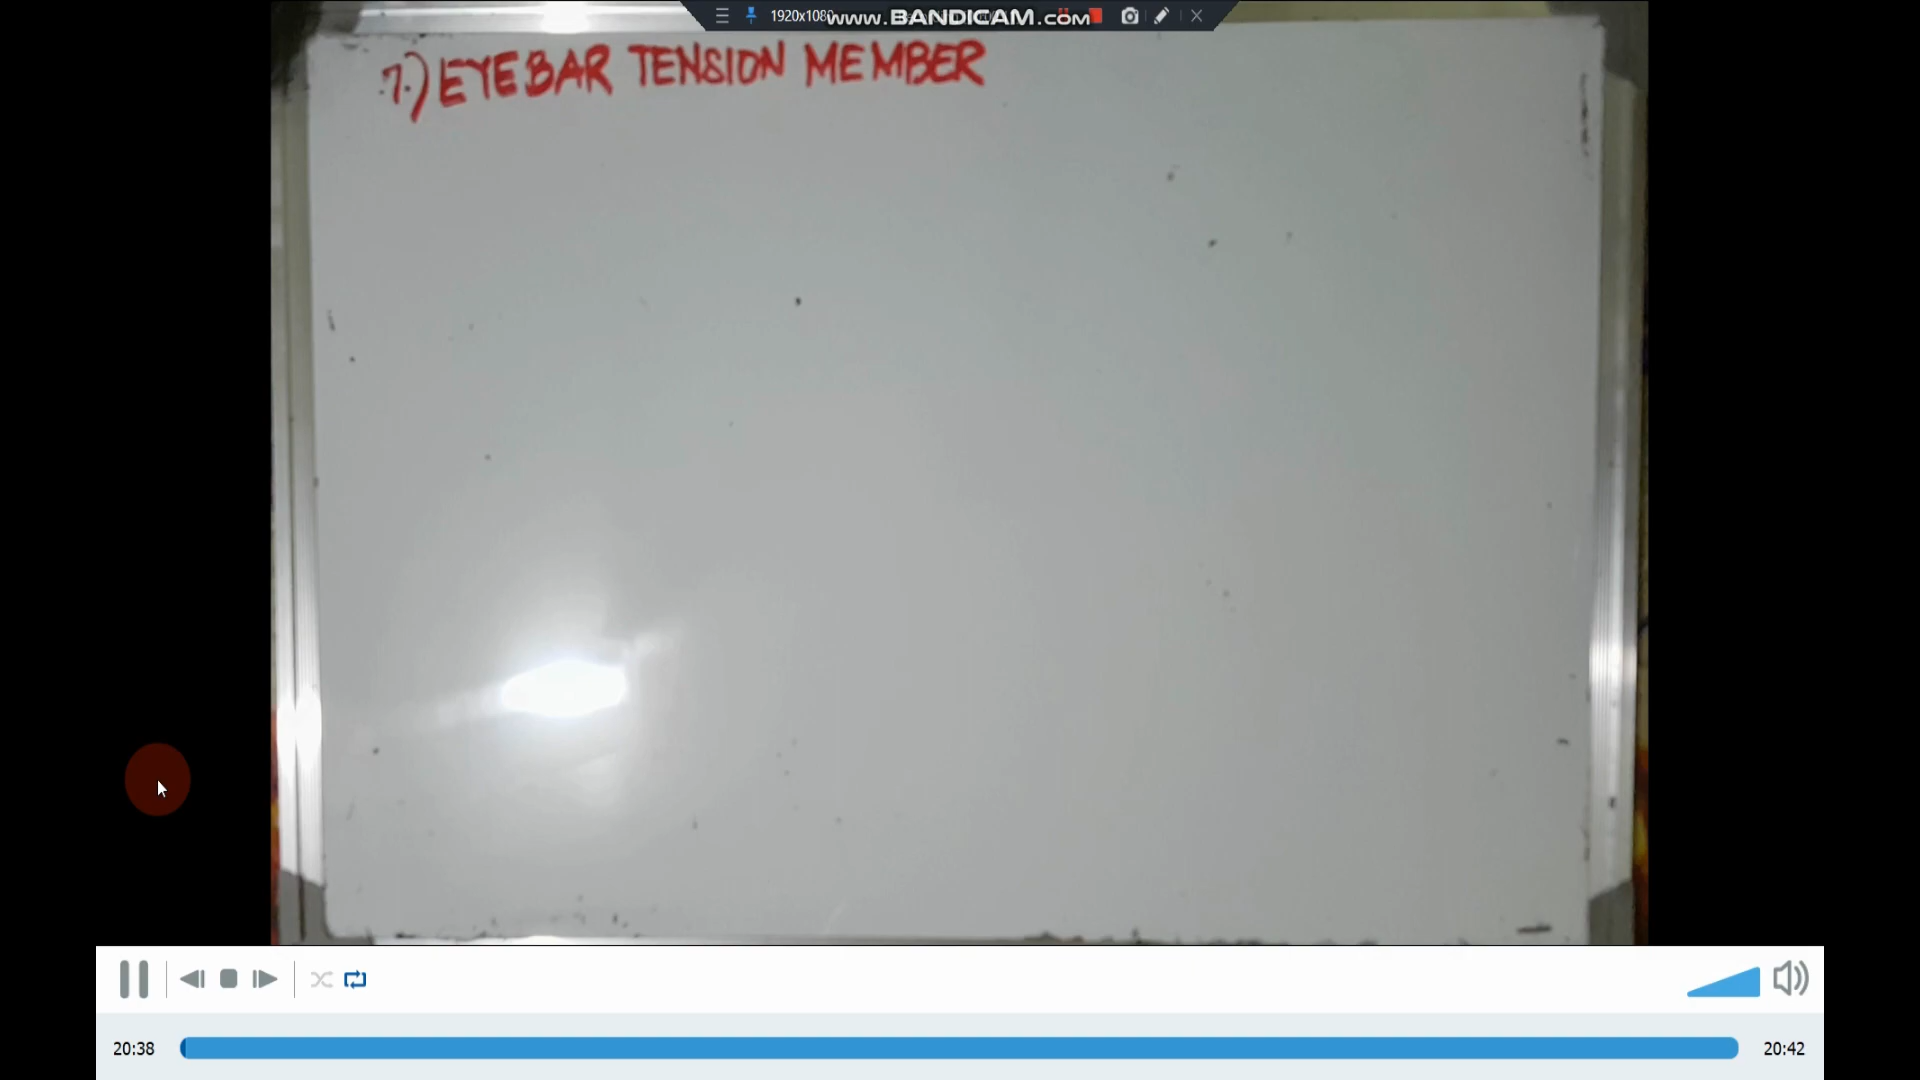 1920x1080
www.BANDICAM.com
7.) EYEBAR TENSION MEMBER
20:38
20:42